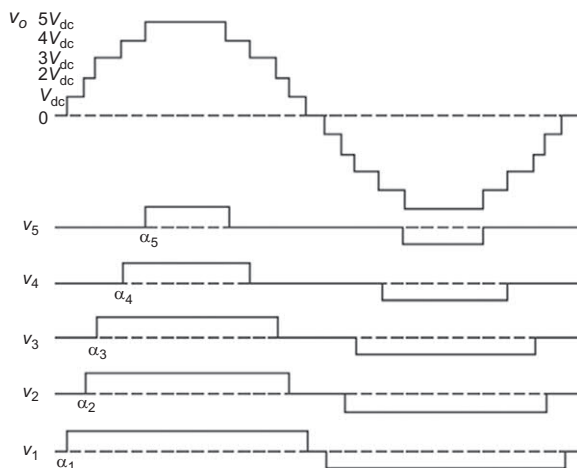 v_o 5V_dc
4V_dc
3V_dc
2V_dc
V_dc
0
v_5
α_5
v_4
α_4
v_3
α_3
v_2
α_2
v_1
α_1